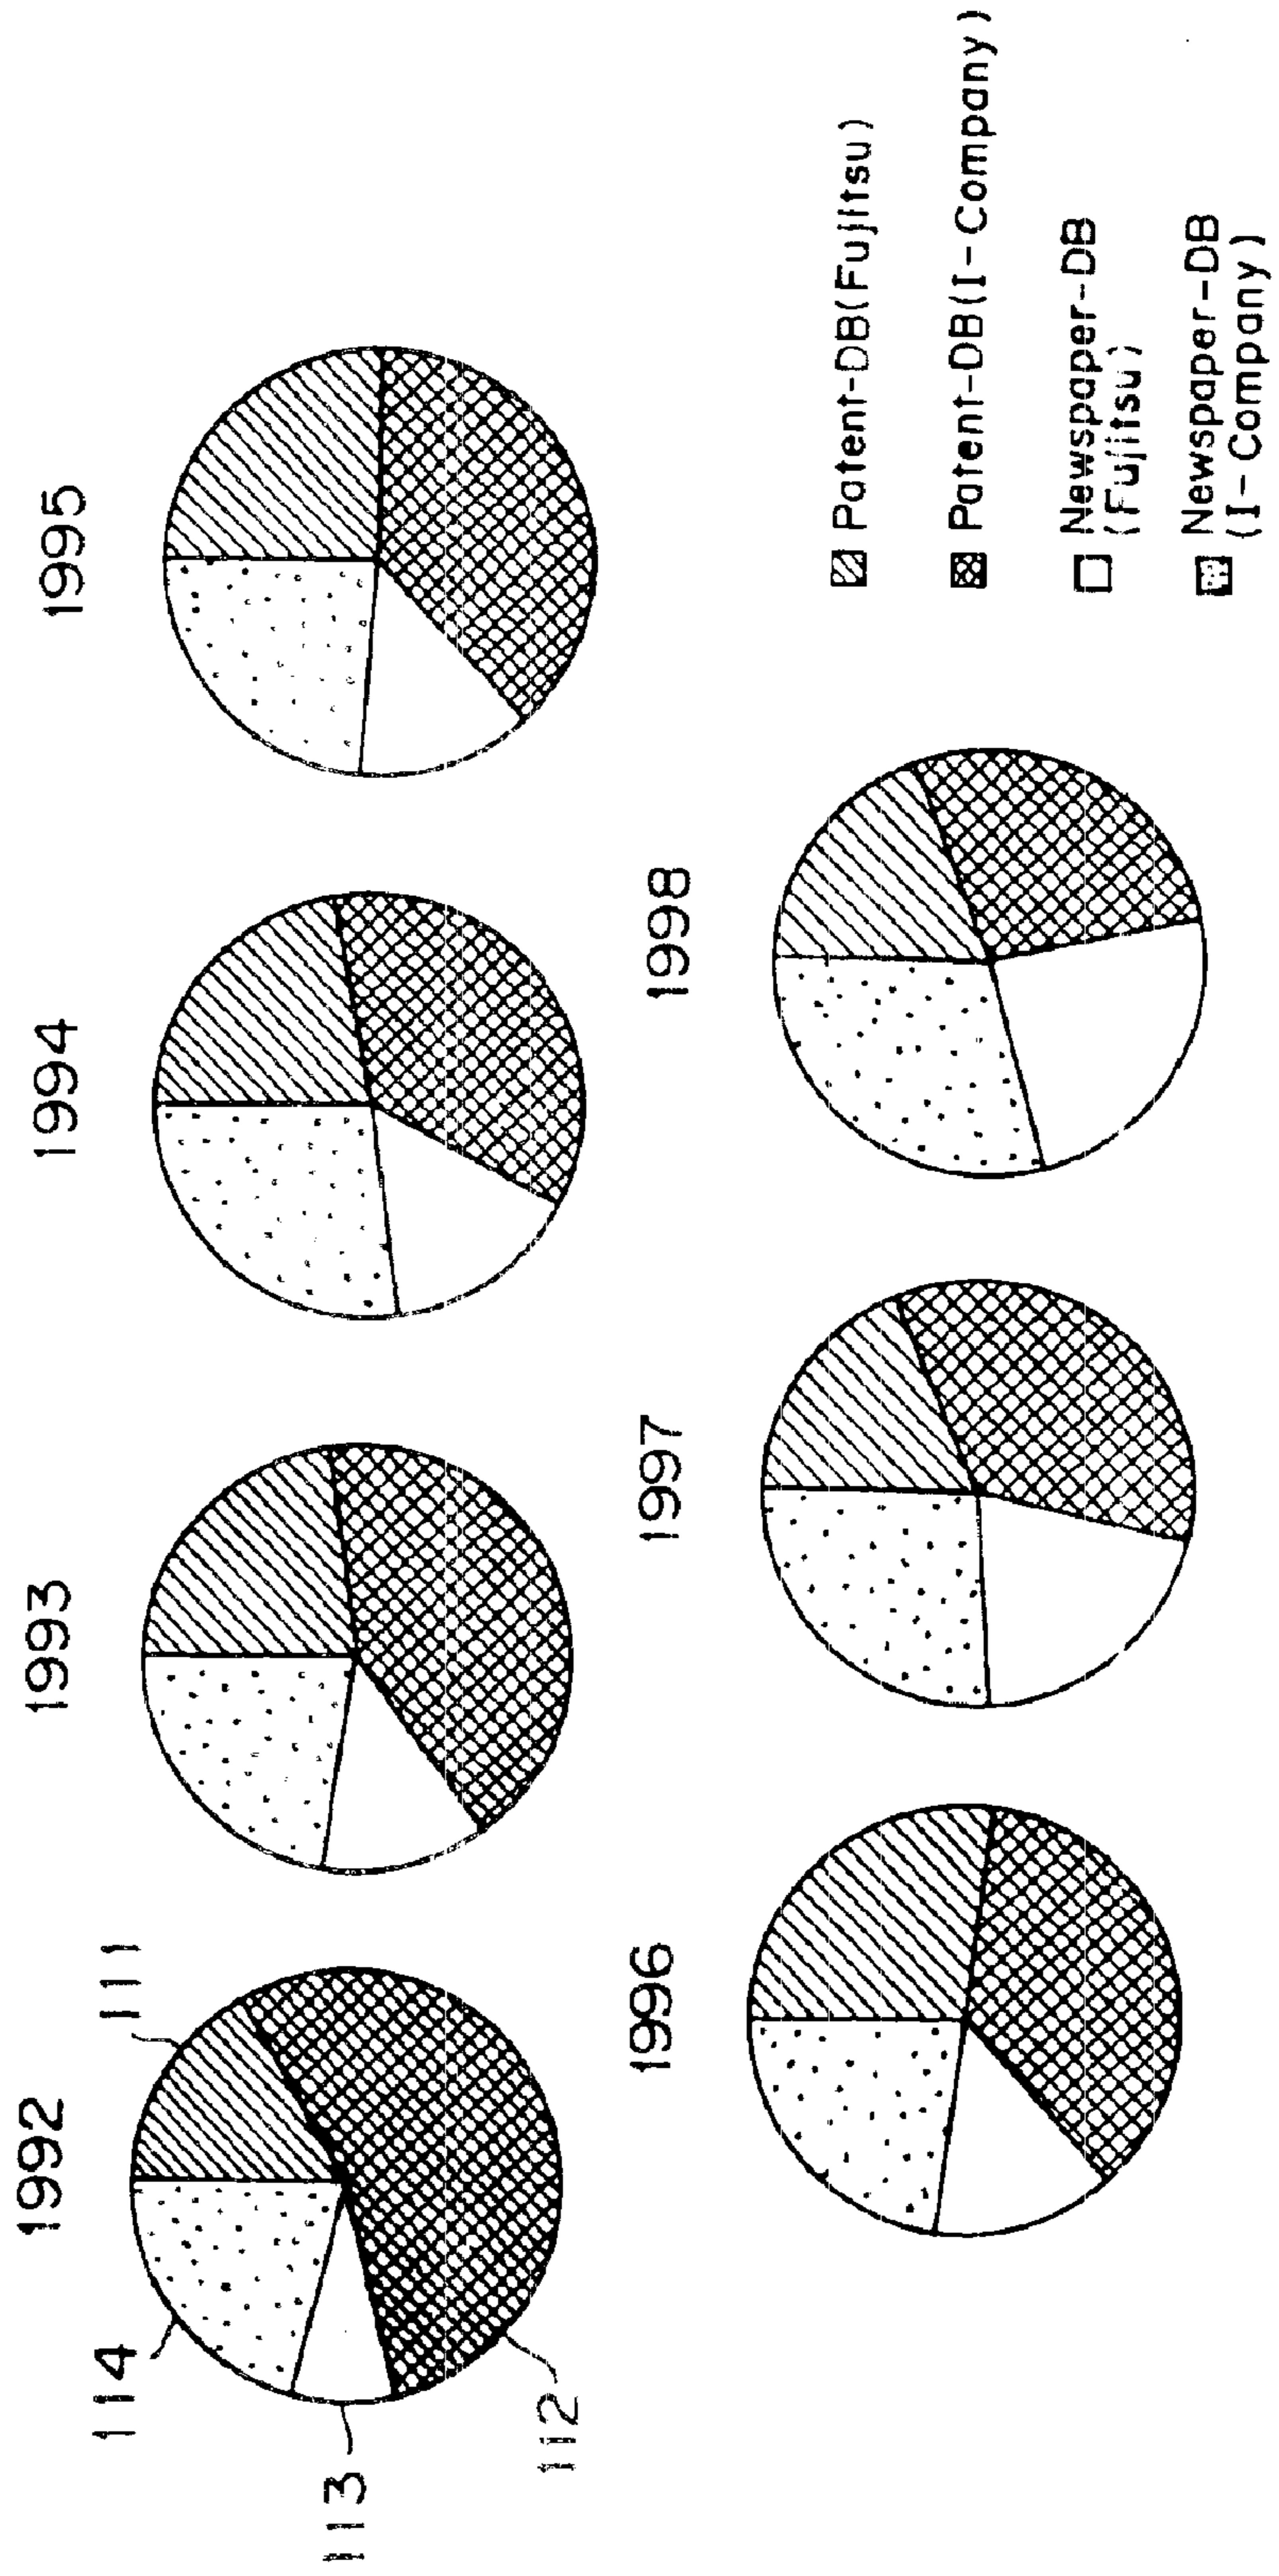 1992
1993
1994
1995
111
114
113
112
1996
1997
1998
Patent-DB(Fujitsu)
Patent-DB(I-Company)
Newspaper-DB
(Fujitsu)
Newspaper-DB
(I-Company)